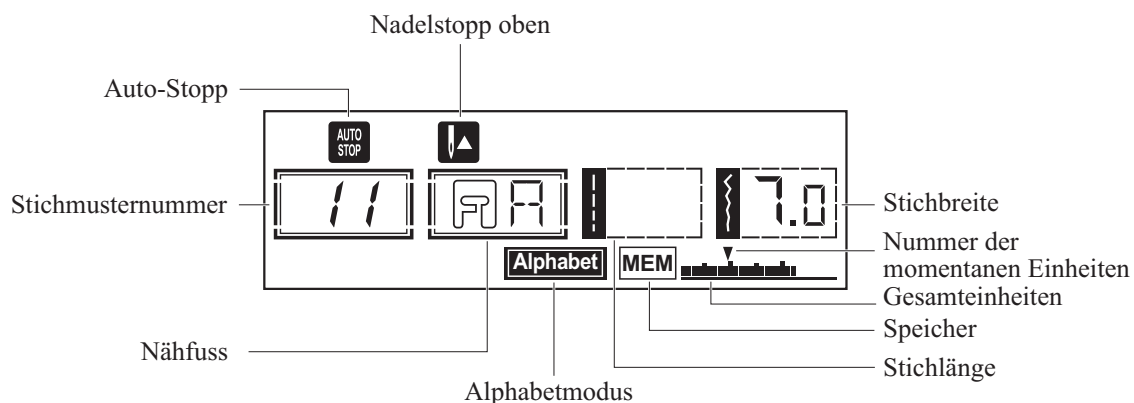 Nadelstopp oben
Auto-Stopp
AUTO
STOP
Stichmusternummer
11
A
7.0
Stichbreite
Nummer der
momentanen Einheiten
Alphabet
MEM
Gesamteinheiten
Speicher
Nähfuss
Stichlänge
Alphabetmodus